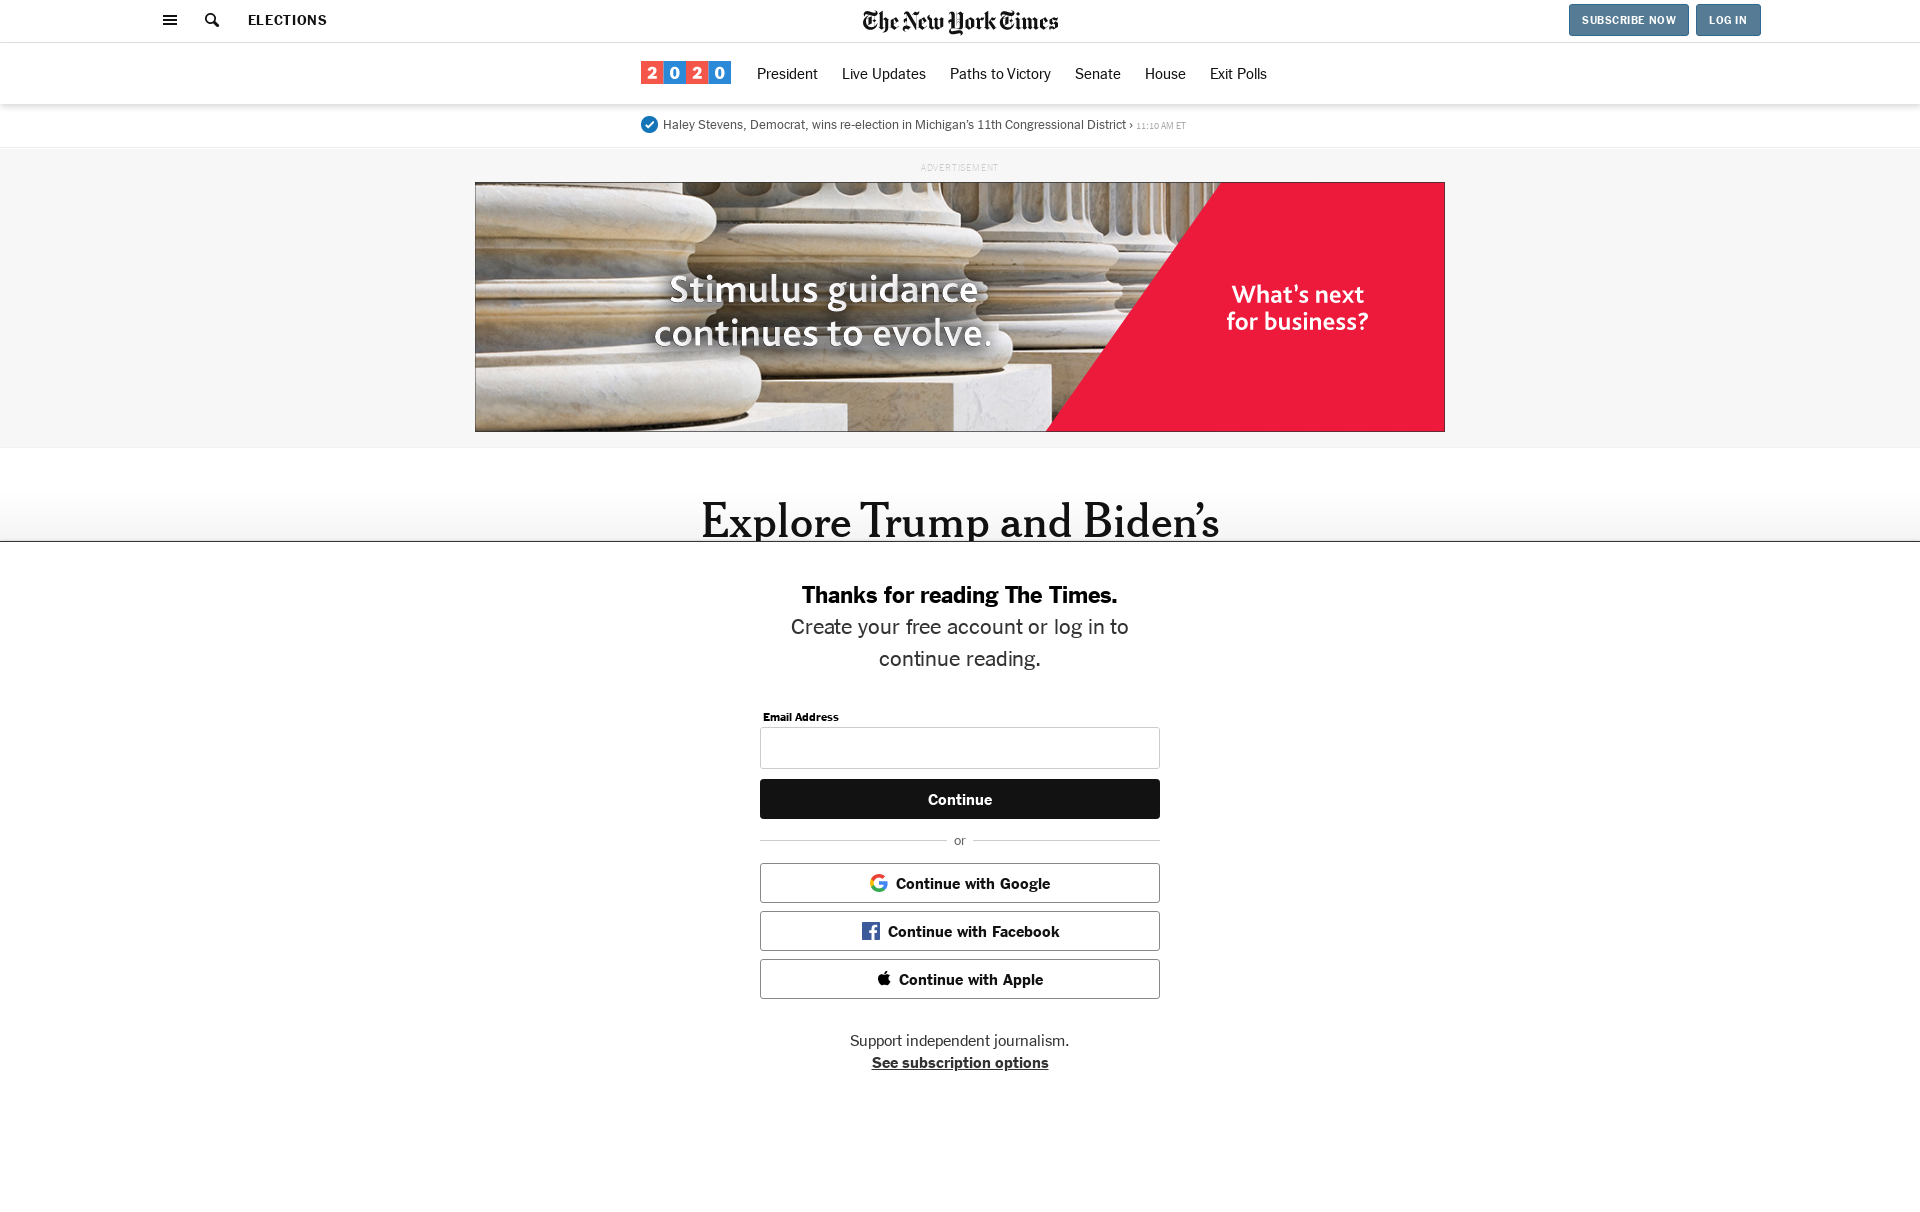 ELECTIONS
The New York Times
SUBSCRIBE NOW
LOG IN
2020
President
Live Updates
Paths to Victory
Senate
House
Exit Polls
Haley Stevens, Democrat, wins re-election in Michigan’s 11th Congressional District › 11:10 AM ET
ADVERTISEMENT
Stimulus guidance
continues to evolve.
What’s next
for business?
Explore Trump and Biden’s
Thanks for reading The Times.
Create your free account or log in to
continue reading.
Email Address
Continue
or
Continue with Google
Continue with Facebook
Continue with Apple
Support independent journalism.
See subscription options